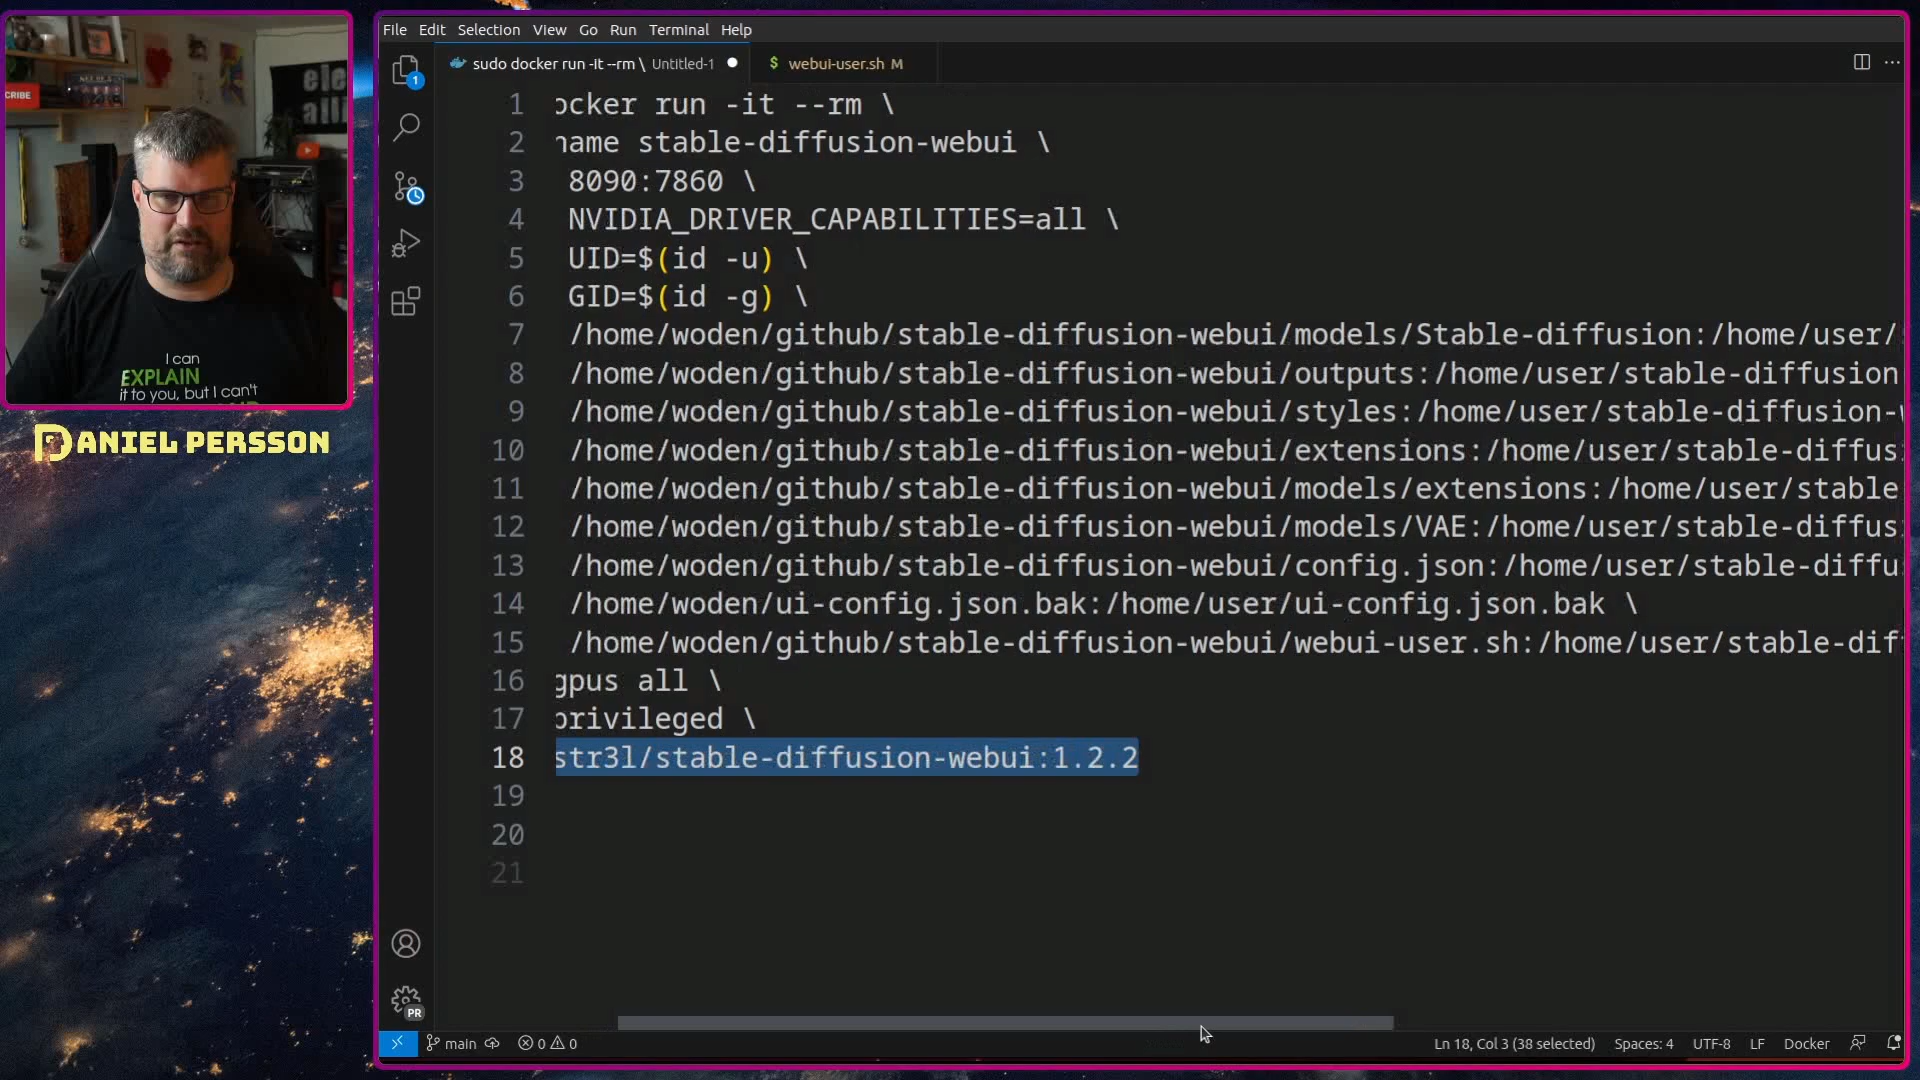 File Edit Selection View Go Run Terminal Help
sudo docker run -it --rm \ Untitled-1
$ webui-user.sh M
1 ocker run -it --rm \
2 name stable-diffusion-webui \
3 8090:7860 \
4 NVIDIA_DRIVER_CAPABILITIES=all \
5 UID=$(id -u) \
6 GID=$(id -g) \
7 /home/woden/github/stable-diffusion-webui/models/Stable-diffusion:/home/user/
8 /home/woden/github/stable-diffusion-webui/outputs:/home/user/stable-diffusion
9 /home/woden/github/stable-diffusion-webui/styles:/home/user/stable-diffusion-
10 /home/woden/github/stable-diffusion-webui/extensions:/home/user/stable-diffus
11 /home/woden/github/stable-diffusion-webui/models/extensions:/home/user/stable
12 /home/woden/github/stable-diffusion-webui/models/VAE:/home/user/stable-diffus
13 /home/woden/github/stable-diffusion-webui/config.json:/home/user/stable-diffu
14 /home/woden/ui-config.json.bak:/home/user/ui-config.json.bak \
15 /home/woden/github/stable-diffusion-webui/webui-user.sh:/home/user/stable-dif
16 gpus all \
17 privileged \
18 str3l/stable-diffusion-webui:1.2.2
19
20
21
1
PR
main 0 0
Ln 18, Col 3 (38 selected) Spaces: 4 UTF-8 LF Docker
CRIBE
I can
EXPLAIN
it to you, but I can't
DANIEL PERSSON